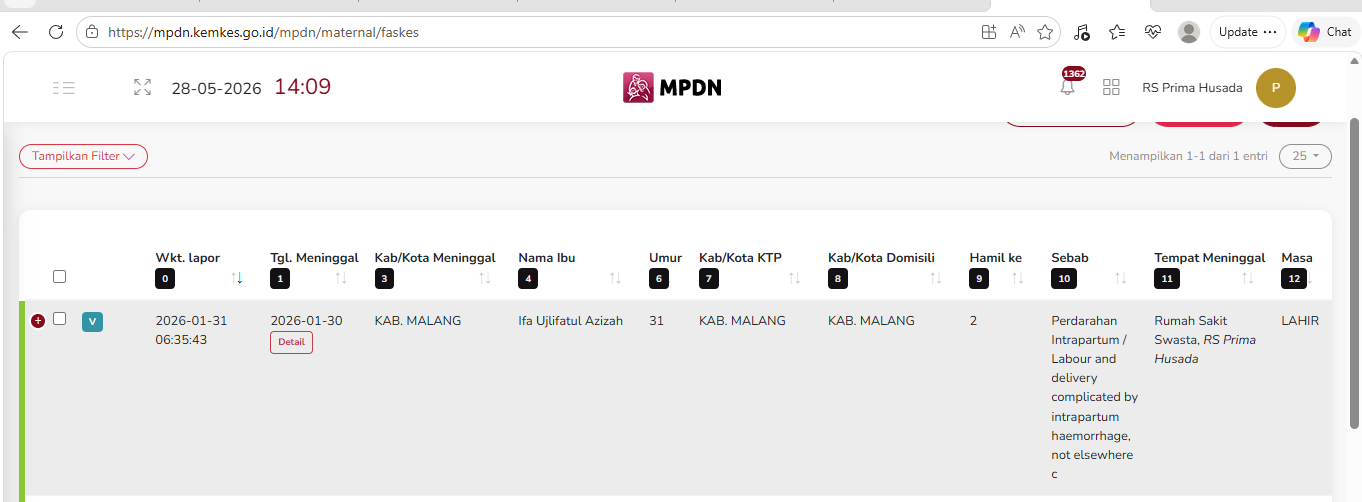 https://mpdn.kemkes.go.id/mpdn/maternal/faskes
Update
Chat
28-05-2026 14:09
MPDN
1362
RS Prima Husada
P
Tampilkan Filter
Menampilkan 1-1 dari 1 entri
25
Wkt. lapor Tgl. Meninggal Kab/Kota Meninggal Nama Ibu Umur Kab/Kota KTP Kab/Kota Domisili Hamil ke Sebab Tempat Meninggal Masa
0 1 3 4 6 7 8 9 10 11 12
V
2026-01-31
06:35:43
2026-01-30
Detail
KAB. MALANG
Ifa Ujlifatul Azizah
31
KAB. MALANG
KAB. MALANG
2
Perdarahan
Intrapartum /
Labour and
delivery
complicated by
intrapartum
haemorrhage,
not elsewhere
c
Rumah Sakit
Swasta, RS Prima
Husada
LAHIR